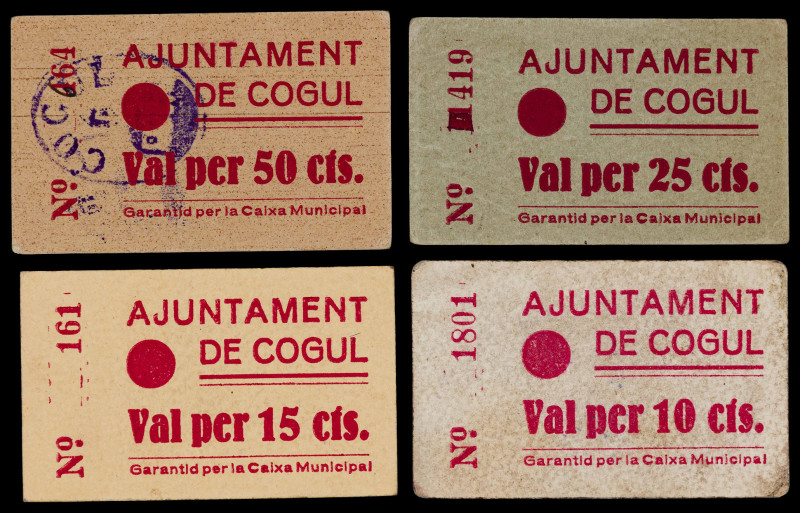 AJUNTAMENT
DE COGUL
Val per 50 cts.
Garantid per la Caixa Municipal
Nº 464
AJUNTAMENT
DE COGUL
Val per 25 cts.
Garantid per la Caixa Municipal
Nº 1419
AJUNTAMENT
DE COGUL
Val per 15 cts.
Garantid per la Caixa Municipal
Nº 161
AJUNTAMENT
DE COGUL
Val per 10 cts.
Garantid per la Caixa Municipal
Nº 1801